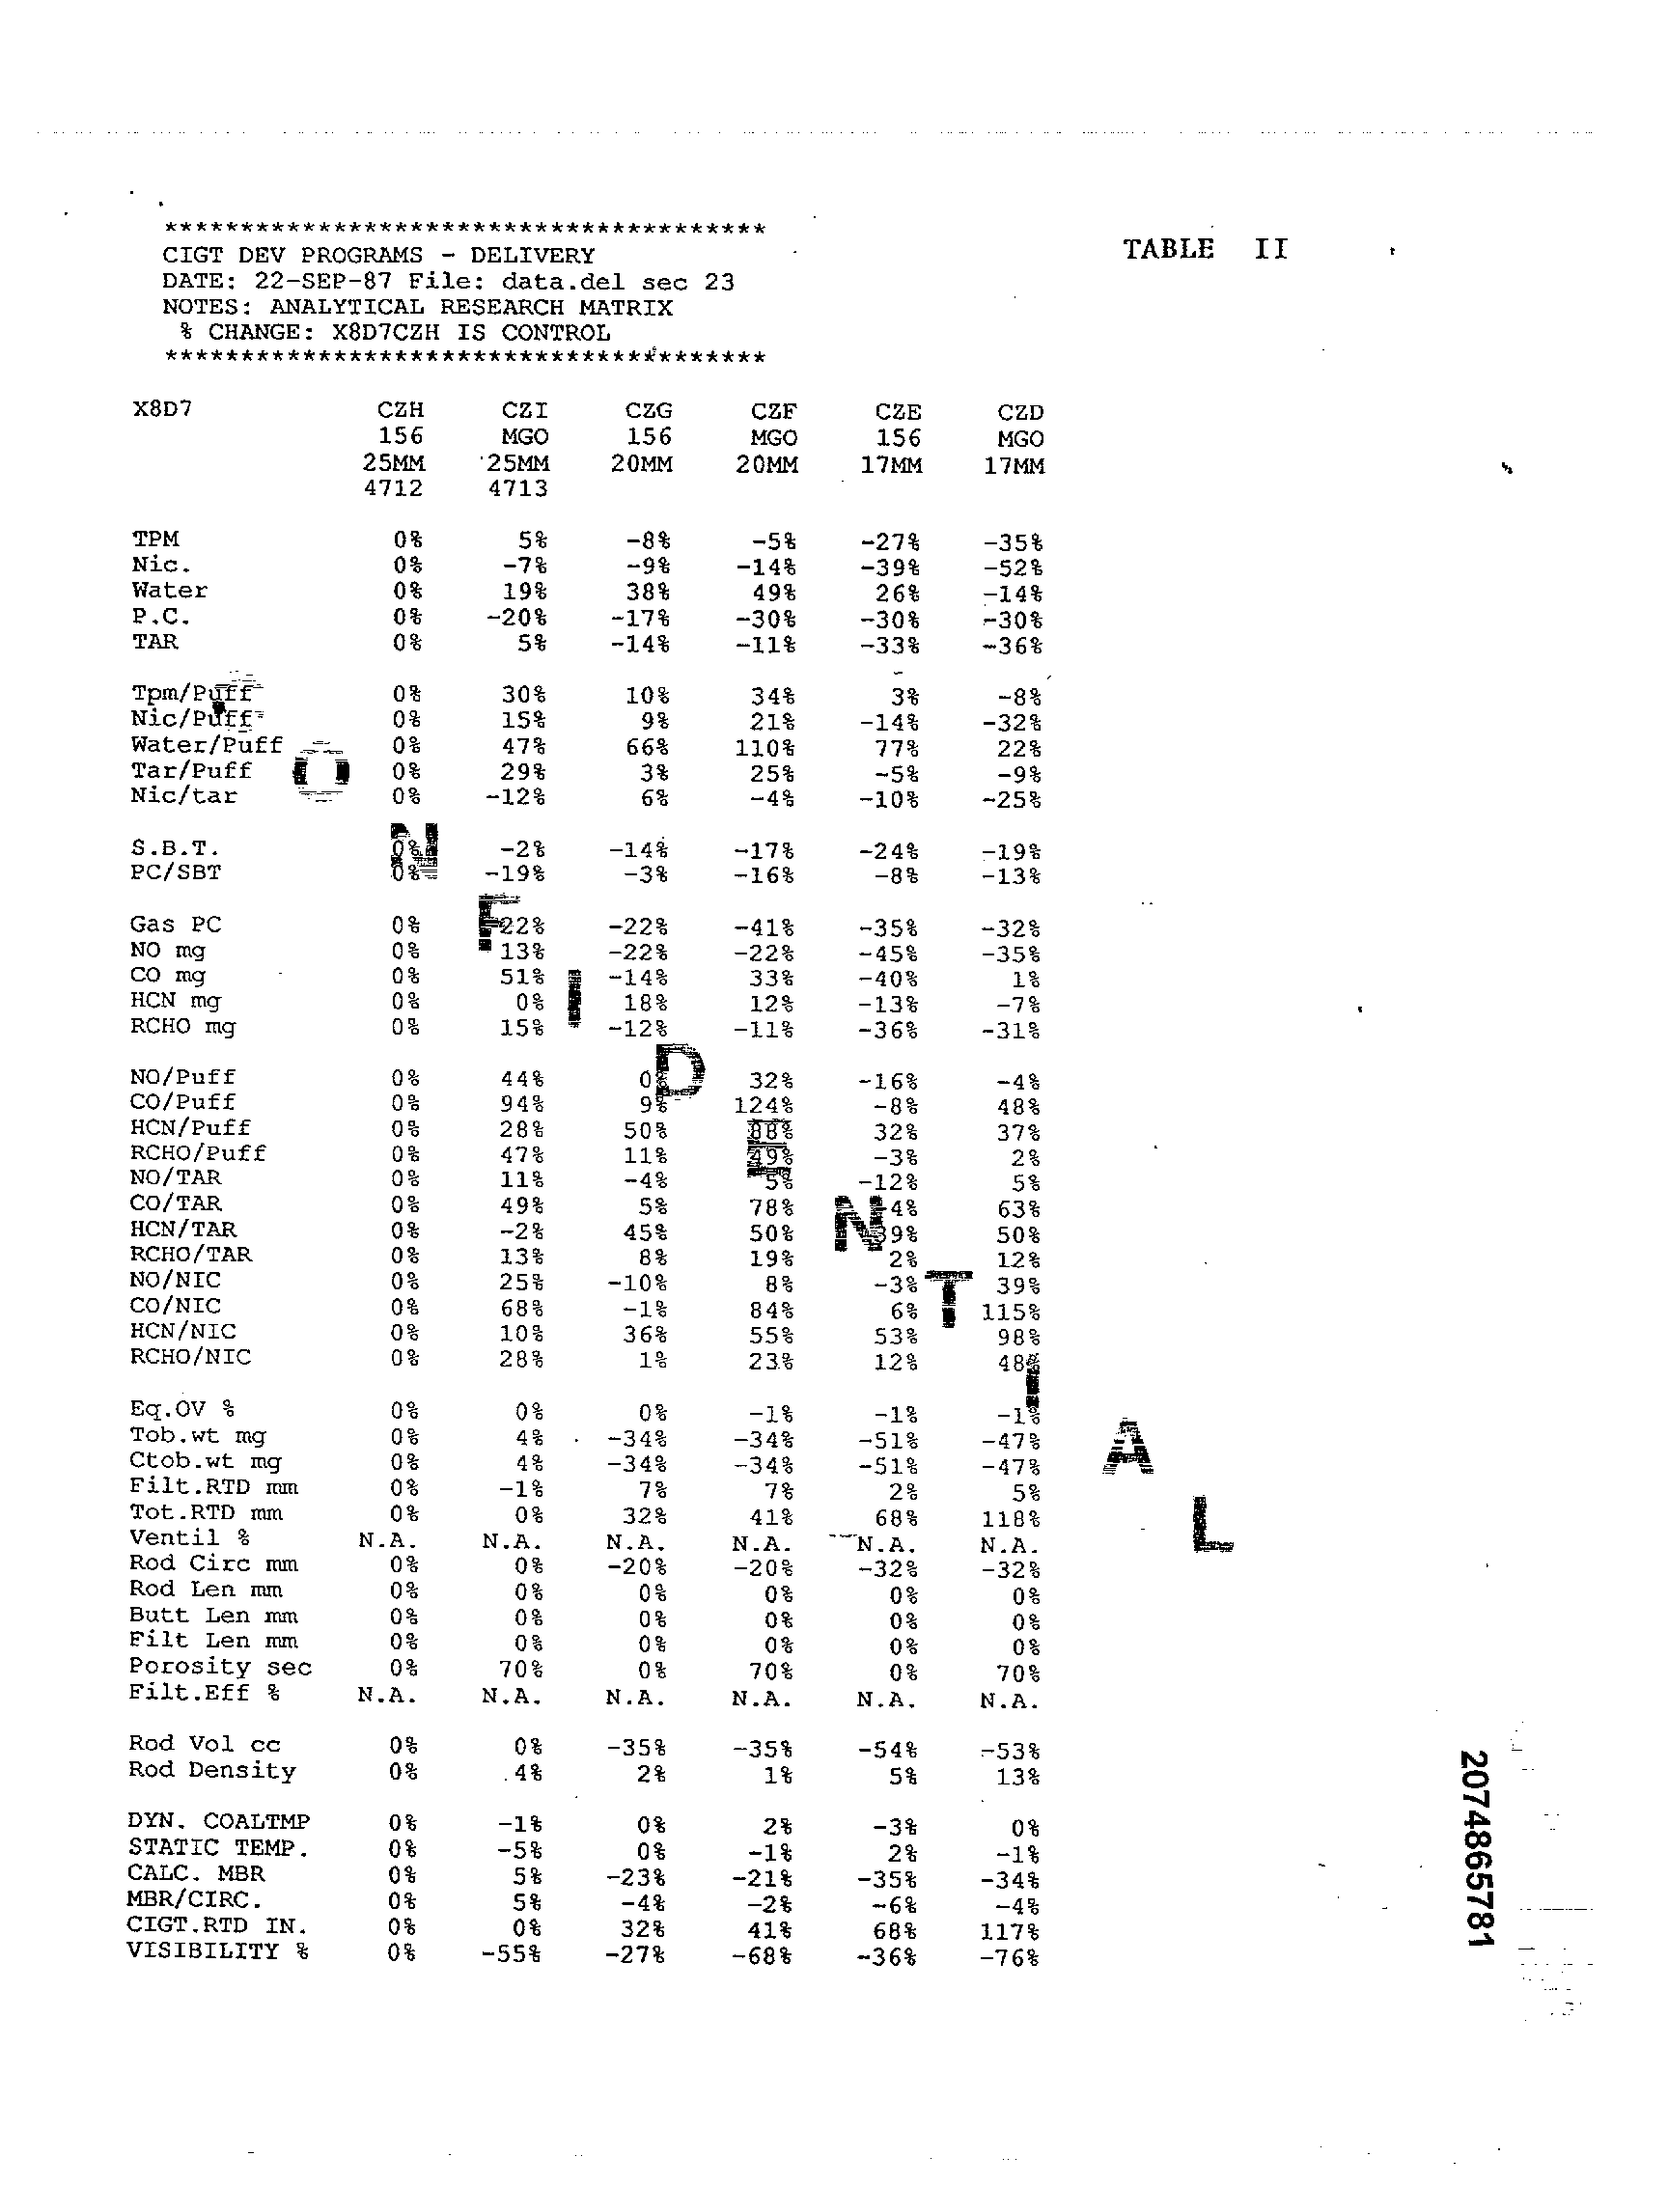 ****************************************
CIGT DEV PROGRAMS - DELIVERY
TABLE II
DATE: 22-SEP-87 File: data.del sec 23
NOTES: ANALYTICAL RESEARCH MATRIX
% CHANGE: X8D7CZH IS CONTROL
****************************************
X8D7 CZH CZI CZG CZF CZE CZD
156 MGO 156 MGO 156 MGO
25MM 25MM 20MM 20MM 17MM 17MM
4712 4713
TPM 0% 5% -8% -5% -27% -35%
Nic. 0% -7% -9% -14% -39% -52%
Water 0% 19% 38% 49% 26% -14%
P.C. 0% -20% -17% -30% -30% -30%
TAR 0% 5% -14% -11% -33% -36%
Tpm/Puff 0% 30% 10% 34% 3% -8%
Nic/Puff 0% 15% 9% 21% -14% -32%
Water/Puff 0% 47% 66% 110% 77% 22%
Tar/Puff 0% 29% 3% 25% -5% -9%
Nic/tar 0% -12% 6% -4% -10% -25%
S.B.T. 0% -2% -14% -17% -24% -19%
PC/SBT 0% -19% -3% -16% -8% -13%
Gas PC 0% 22% -22% -41% -35% -32%
NO mg 0% 13% -22% -22% -45% -35%
CO mg 0% 51% -14% 33% -40% 1%
HCN mg 0% 0% 18% 12% -13% -7%
RCHO mg 0% 15% -12% -11% -36% -31%
NO/Puff 0% 44% 0% 32% -16% -4%
CO/Puff 0% 94% 9% 124% -8% 48%
HCN/Puff 0% 28% 50% 88% 32% 37%
RCHO/Puff 0% 47% 11% 49% -3% 2%
NO/TAR 0% 11% -4% 5% -12% 5%
CO/TAR 0% 49% 5% 78% -4% 63%
HCN/TAR 0% -2% 45% 50% 39% 50%
RCHO/TAR 0% 13% 8% 19% 2% 12%
NO/NIC 0% 25% -10% 8% -3% 39%
CO/NIC 0% 68% -1% 84% 6% 115%
HCN/NIC 0% 10% 36% 55% 53% 98%
RCHO/NIC 0% 28% 1% 23% 12% 48%
Eq.OV % 0% 0% 0% -1% -1% -1%
Tob.wt mg 0% 4% -34% -34% -51% -47%
Ctob.wt mg 0% 4% -34% -34% -51% -47%
Filt.RTD mm 0% -1% 7% 7% 2% 5%
Tot.RTD mm 0% 0% 32% 41% 68% 118%
Ventil % N.A. N.A. N.A. N.A. N.A. N.A.
Rod Circ mm 0% 0% -20% -20% -32% -32%
Rod Len mm 0% 0% 0% 0% 0% 0%
Butt Len mm 0% 0% 0% 0% 0% 0%
Filt Len mm 0% 0% 0% 0% 0% 0%
Porosity sec 0% 70% 0% 70% 0% 70%
Filt.Eff % N.A. N.A. N.A. N.A. N.A. N.A.
Rod Vol cc 0% 0% -35% -35% -54% -53%
Rod Density 0% 4% 2% 1% 5% 13%
DYN. COALTMP 0% -1% 0% 2% -3% 0%
STATIC TEMP. 0% -5% 0% -1% 2% -1%
CALC. MBR 0% 5% -23% -21% -35% -34%
MBR/CIRC. 0% 5% -4% -2% -6% -4%
CIGT.RTD IN. 0% 0% 32% 41% 68% 117%
VISIBILITY % 0% -55% -27% -68% -36% -76%
ONFIDENTIAL
2074865781